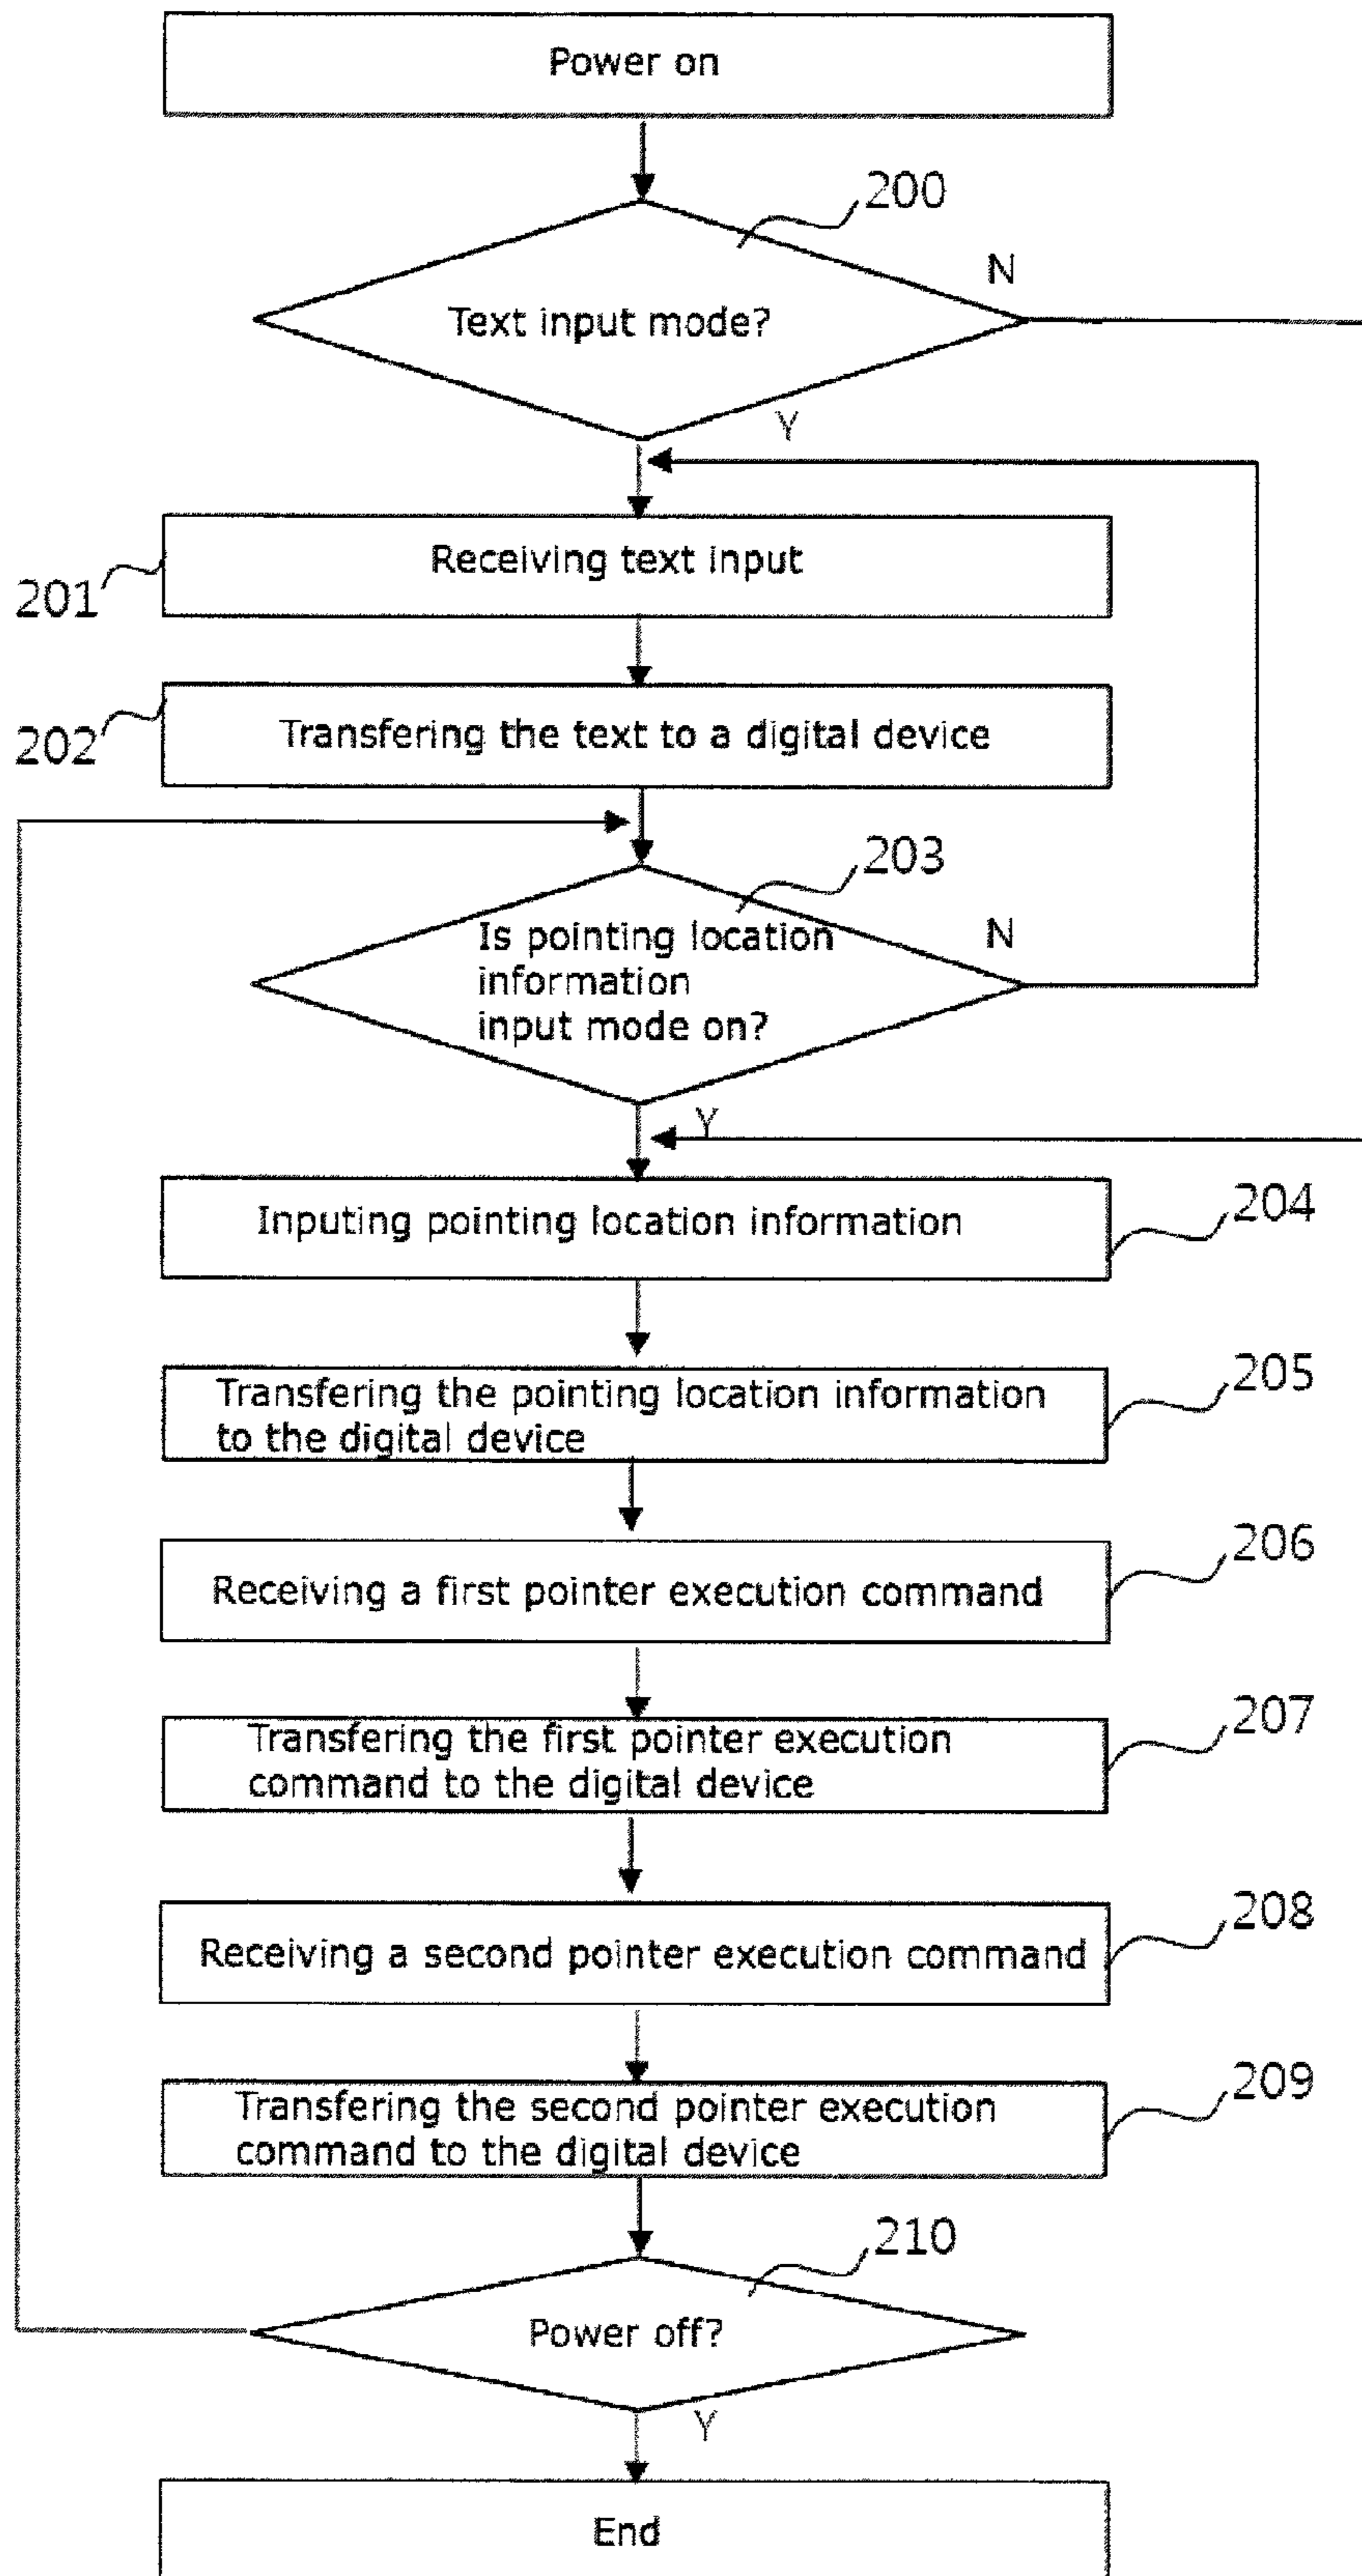 Power on
200
Text input mode?
N
Y
Receiving text input
201
Transfering the text to a digital device
202
203
Is pointing location
information
input mode on?
N
Y
Inputing pointing location information
204
Transfering the pointing location information
to the digital device
205
Receiving a first pointer execution command
206
Transfering the first pointer execution
command to the digital device
207
Receiving a second pointer execution command
208
Transfering the second pointer execution
command to the digital device
209
210
Power off?
Y
End